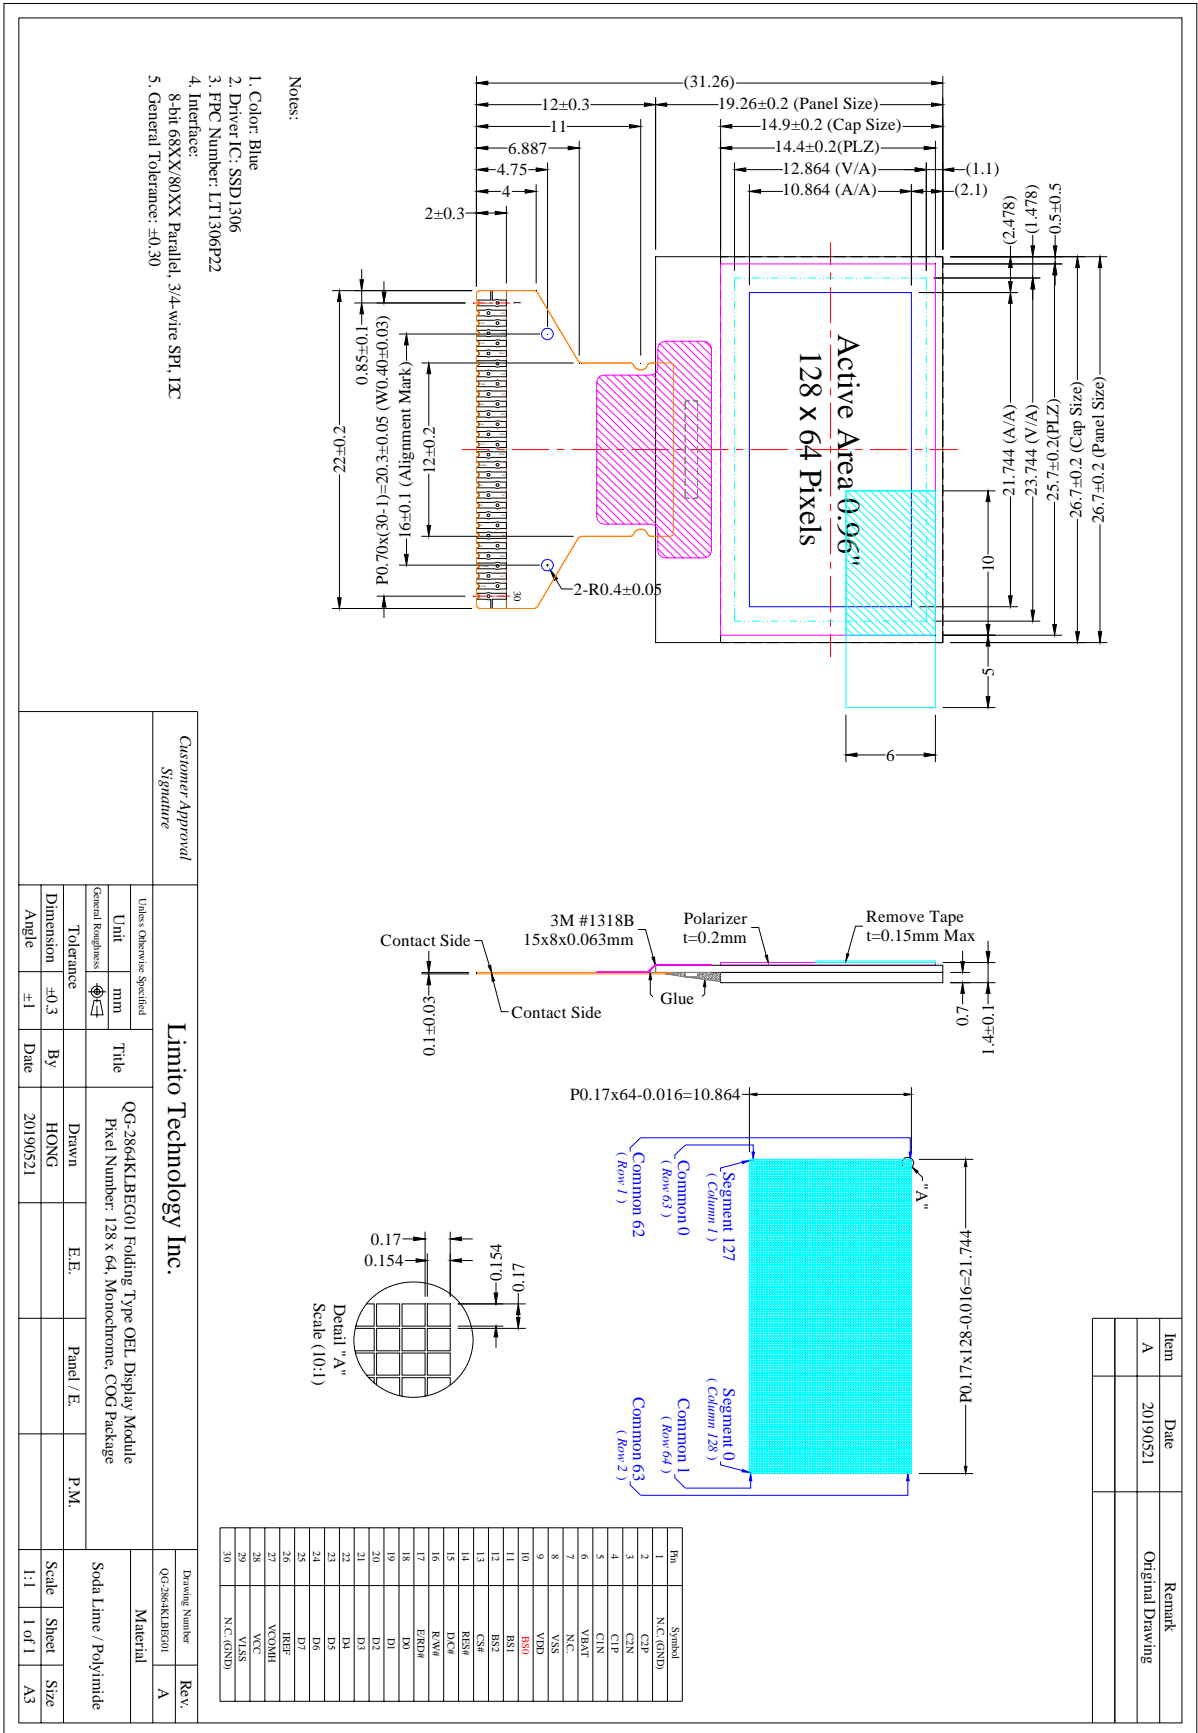 Item Date Remark
A 20190521 Original Drawing
26.7±0.2 (Panel Size)
26.7±0.2 (Cap Size)
25.7±0.2(PLZ)
23.744 (V/A)
21.744 (A/A)
0.5±0.5
(1.478)
(2.478)
10
5
6
(31.26)
12±0.3
19.26±0.2 (Panel Size)
11
14.9±0.2 (Cap Size)
6.887
14.4±0.2(PLZ)
4.75
12.864 (V/A)
(1.1)
4
10.864 (A/A)
(2.1)
2±0.3
Active Area 0.96"
128 x 64 Pixels
1
30
2-R0.4±0.05
12±0.2
16±0.1 (Alignment Mark)
P0.70x(30-1)=20.3±0.05 (W0.40±0.03)
0.85±0.1
22±0.2
Remove Tape
t=0.15mm Max
Polarizer
t=0.2mm
3M #1318B
15x8x0.063mm
Contact Side
Contact Side
Glue
1.4±0.1
0.7
0.1±0.03
P0.17x128-0.016=21.744
P0.17x64-0.016=10.864
"A"
Segment 127
( Column 1 )
Common 0
( Row 63 )
Common 62
( Row 1 )
Segment 0
( Column 128 )
Common 1
( Row 64 )
Common 63
( Row 2 )
0.17
0.154
0.17
0.154
Detail "A"
Scale (10:1)
Notes:
1. Color: Blue
2. Driver IC: SSD1306
3. FPC Number: LT1306P22
4. Interface:
8-bit 68XX/80XX Parallel, 3/4-wire SPI, I2C
5. General Tolerance: ±0.30
Pin Symbol
1 N.C. (GND)
2 C2P
3 C2N
4 C1P
5 C1N
6 VBAT
7 N.C.
8 VSS
9 VDD
10 BS0
11 BS1
12 BS2
13 CS#
14 RES#
15 D/C#
16 R/W#
17 E/RD#
18 D0
19 D1
20 D2
21 D3
22 D4
23 D5
24 D6
25 D7
26 IREF
27 VCOMH
28 VCC
29 VLSS
30 N.C. (GND)
Customer Approval
Signature
Limito Technology Inc.
Drawing Number Rev.
QG-2864KLBEG01 A
Unless Otherwise Specified
Unit mm
General Roughness
Title
QG-2864KLBEG01 Folding Type OEL Display Module
Pixel Number: 128 x 64, Monochrome, COG Package
Material
Soda Lime / Polyimide
Tolerance
Dimension ±0.3
Angle ±1
Drawn E.E. Panel / E. P.M.
By HONG
Date 20190521
Scale Sheet Size
1:1 1 of 1 A3